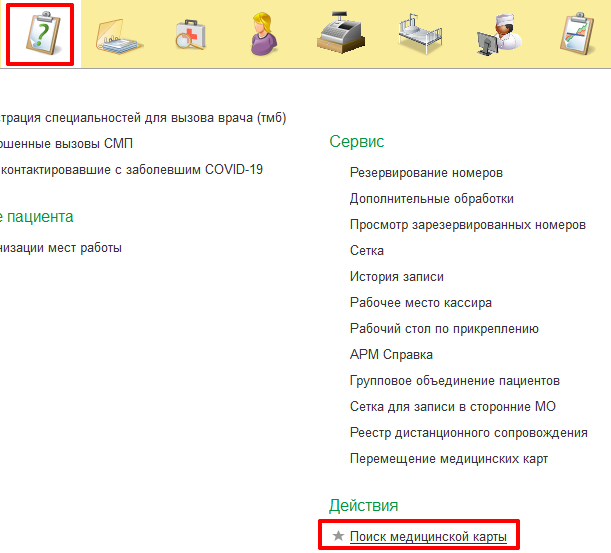 трация специальностей для вызова врача (тмб)
ршенные вызовы СМП
контактировавшие с заболевшим COVID-19
е пациента
низации мест работы
Сервис
Резервирование номеров
Дополнительные обработки
Просмотр зарезервированных номеров
Сетка
История записи
Рабочее место кассира
Рабочий стол по прикреплению
АРМ Справка
Групповое объединение пациентов
Сетка для записи в сторонние МО
Реестр дистанционного сопровождения
Перемещение медицинских карт
Действия
Поиск медицинской карты